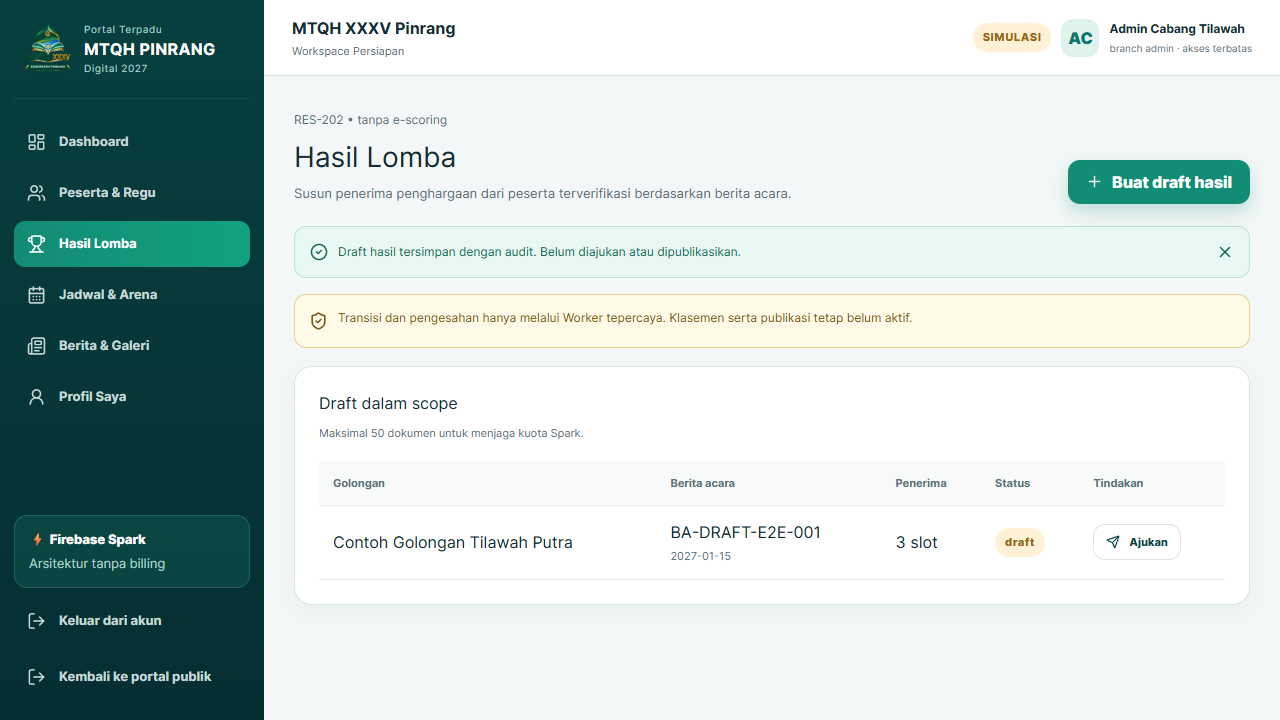 Portal Terpadu
MTQH PINRANG
Digital 2027
Dashboard
Peserta & Regu
Hasil Lomba
Jadwal & Arena
Berita & Galeri
Profil Saya
Firebase Spark
Arsitektur tanpa billing
Keluar dari akun
Kembali ke portal publik
MTQH XXXV Pinrang
Workspace Persiapan
SIMULASI
AC
Admin Cabang Tilawah
branch admin · akses terbatas
RES-202 • tanpa e-scoring
Hasil Lomba
Susun penerima penghargaan dari peserta terverifikasi berdasarkan berita acara.
Buat draft hasil
Draft hasil tersimpan dengan audit. Belum diajukan atau dipublikasikan.
Transisi dan pengesahan hanya melalui Worker tepercaya. Klasemen serta publikasi tetap belum aktif.
Draft dalam scope
Maksimal 50 dokumen untuk menjaga kuota Spark.
Golongan Berita acara Penerima Status Tindakan
Contoh Golongan Tilawah Putra BA-DRAFT-E2E-001 3 slot draft Ajukan
2027-01-15